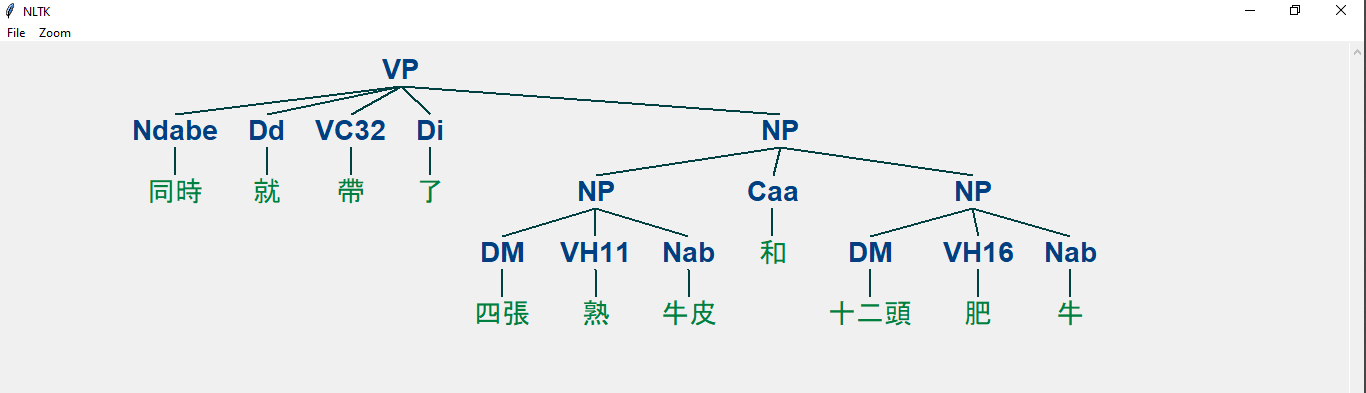 NLTK
File Zoom
VP
Ndabe Dd VC32 Di NP
同時 就 帶 了 NP Caa NP
DM VH11 Nab 和 DM VH16 Nab
四張 熟 牛皮 十二頭 肥 牛